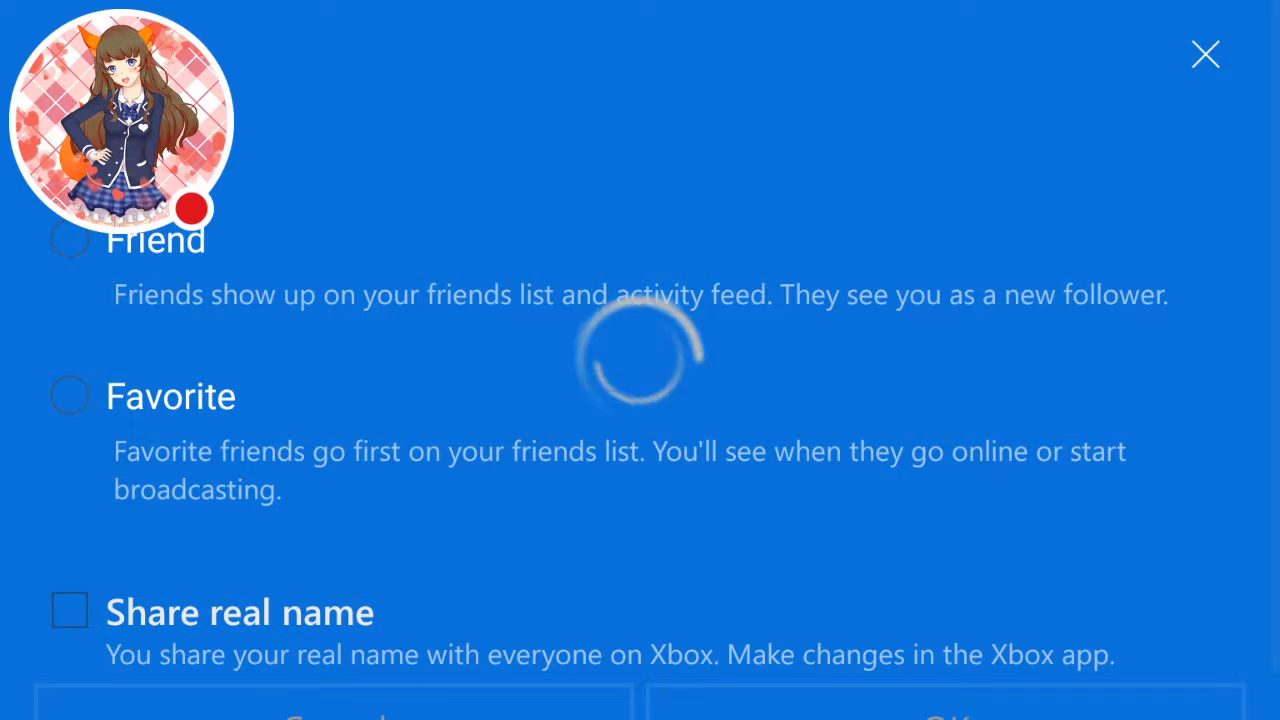 Friend
Friends show up on your friends list and activity feed. They see you as a new follower.
Favorite
Favorite friends go first on your friends list. You'll see when they go online or start
broadcasting.
Share real name
You share your real name with everyone on Xbox. Make changes in the Xbox app.